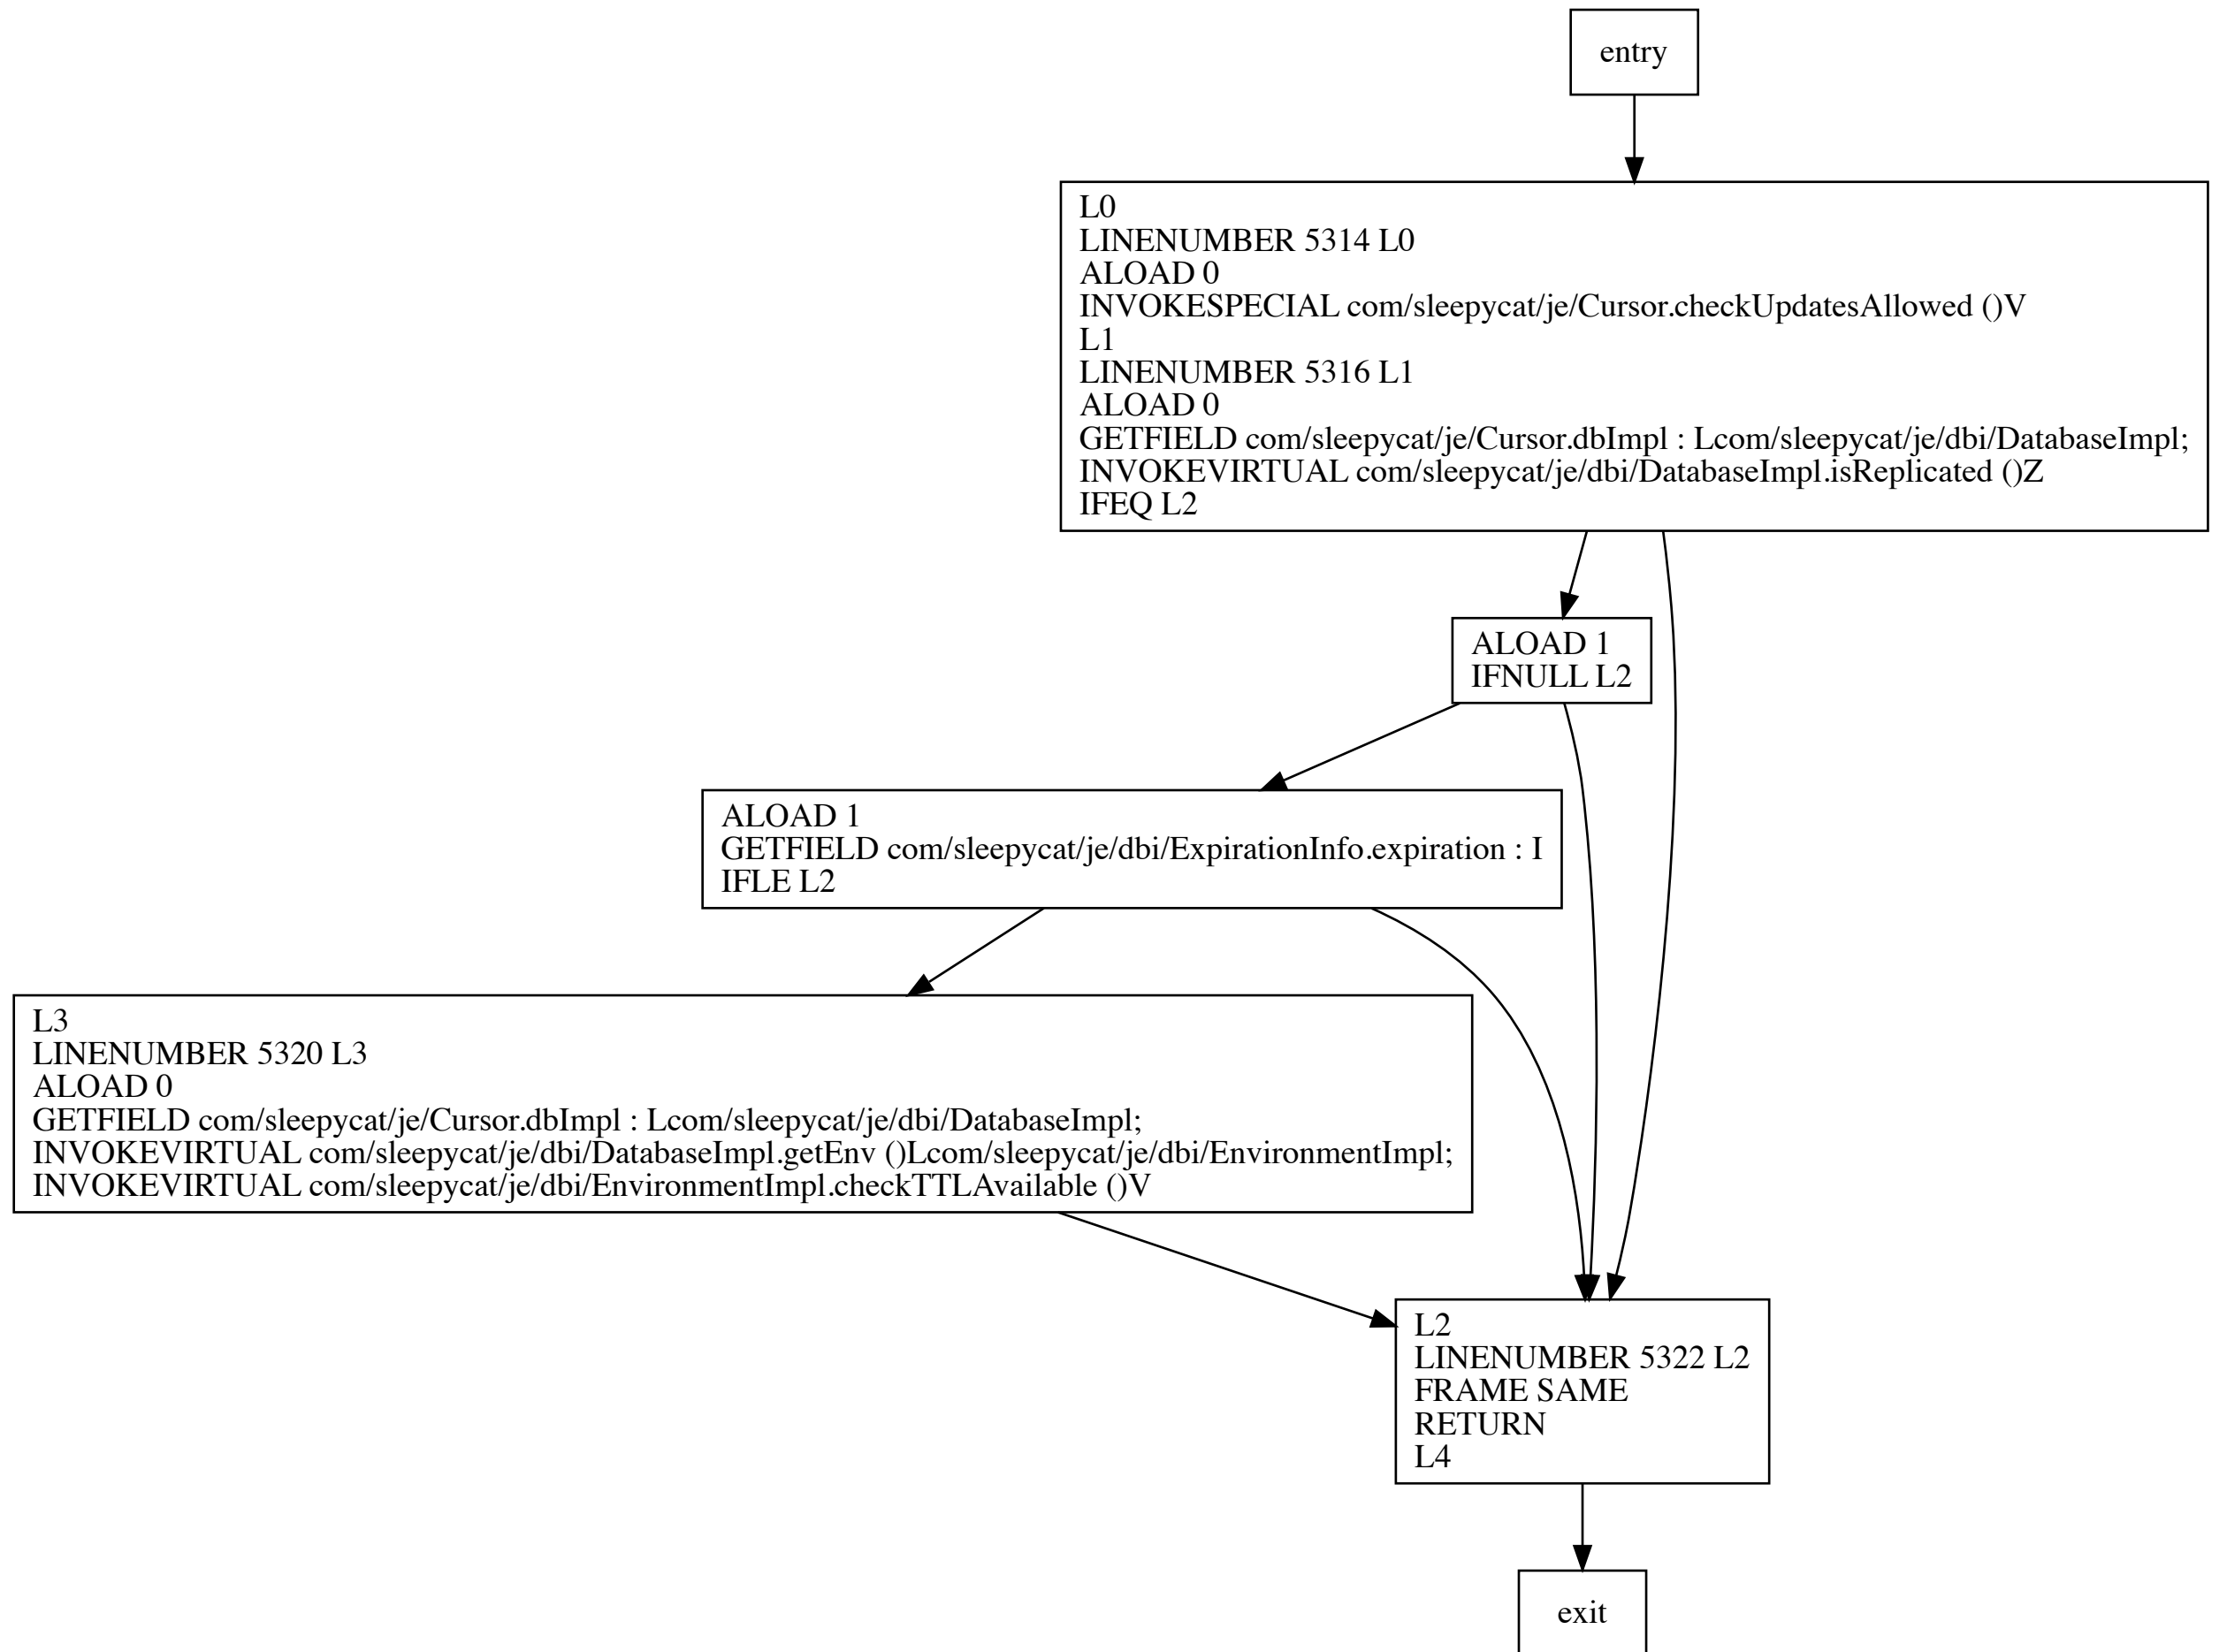 entry
L0
LINENUMBER 5314 L0
ALOAD 0
INVOKESPECIAL com/sleepycat/je/Cursor.checkUpdatesAllowed ()V
L1
LINENUMBER 5316 L1
ALOAD 0
GETFIELD com/sleepycat/je/Cursor.dbImpl : Lcom/sleepycat/je/dbi/DatabaseImpl;
INVOKEVIRTUAL com/sleepycat/je/dbi/DatabaseImpl.isReplicated ()Z
IFEQ L2
ALOAD 1
IFNULL L2
ALOAD 1
GETFIELD com/sleepycat/je/dbi/ExpirationInfo.expiration : I
IFLE L2
L3
LINENUMBER 5320 L3
ALOAD 0
GETFIELD com/sleepycat/je/Cursor.dbImpl : Lcom/sleepycat/je/dbi/DatabaseImpl;
INVOKEVIRTUAL com/sleepycat/je/dbi/DatabaseImpl.getEnv ()Lcom/sleepycat/je/dbi/EnvironmentImpl;
INVOKEVIRTUAL com/sleepycat/je/dbi/EnvironmentImpl.checkTTLAvailable ()V
L2
LINENUMBER 5322 L2
FRAME SAME
RETURN
L4
exit